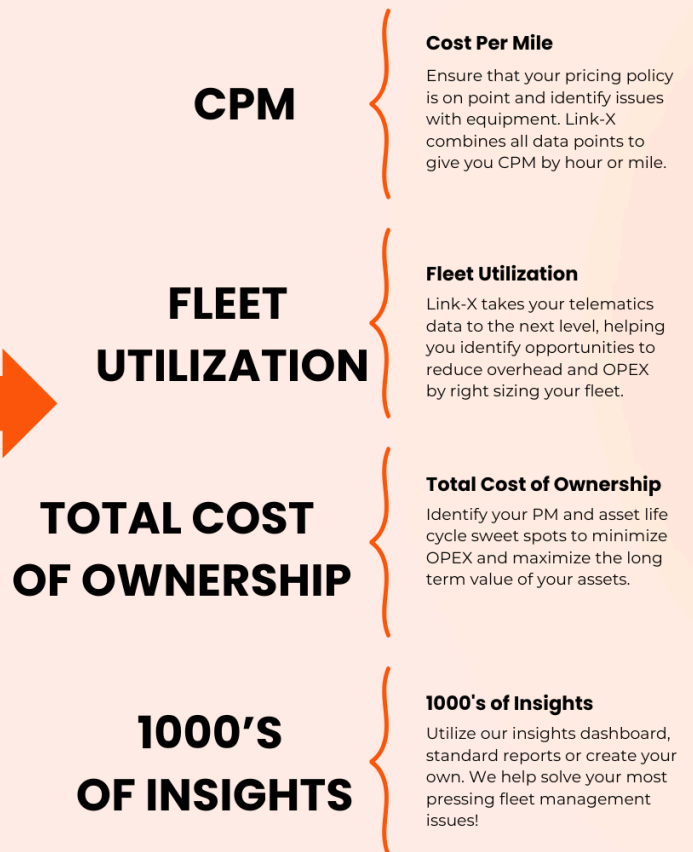 CPM
Cost Per Mile
Ensure that your pricing policy
is on point and identify issues
with equipment. Link-X
combines all data points to
give you CPM by hour or mile.
FLEET
UTILIZATION
Fleet Utilization
Link-X takes your telematics
data to the next level, helping
you identify opportunities to
reduce overhead and OPEX
by right sizing your fleet.
TOTAL COST
OF OWNERSHIP
Total Cost of Ownership
Identify your PM and asset life
cycle sweet spots to minimize
OPEX and maximize the long
term value of your assets.
1000’S
OF INSIGHTS
1000's of Insights
Utilize our insights dashboard,
standard reports or create your
own. We help solve your most
pressing fleet management
issues!